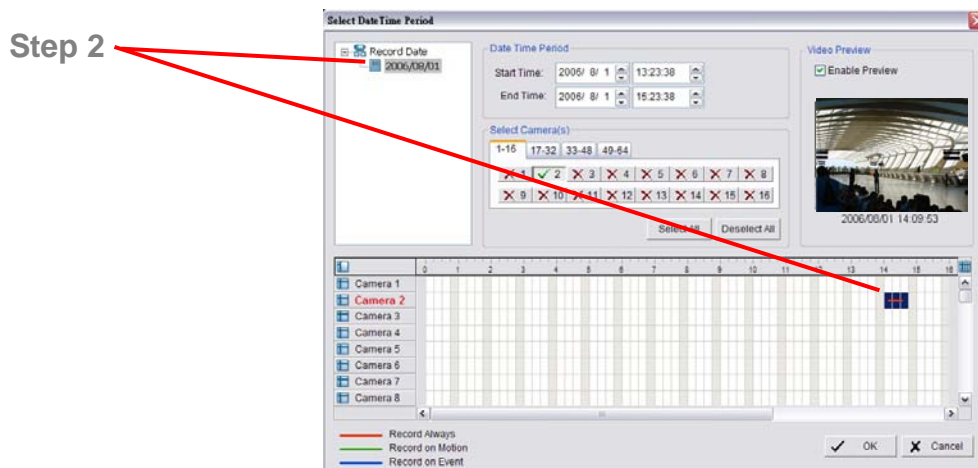 Step 2
Select DateTime Period
Record Date
2006/08/01
Date Time Period
Start Time: 2006/ 8/ 1 13:23:38
End Time: 2006/ 8/ 1 15:23:38
Select Camera(s)
1-16 17-32 33-48 49-64
1 2 3 4 5 6 7 8
9 10 11 12 13 14 15 16
Select All Deselect All
Video Preview
Enable Preview
2006/08/01 14:09:53
0 1 2 3 4 5 6 7 8 9 10 11 12 13 14 15 16
Camera 1
Camera 2
Camera 3
Camera 4
Camera 5
Camera 6
Camera 7
Camera 8
Record Always
Record on Motion
Record on Event
OK Cancel